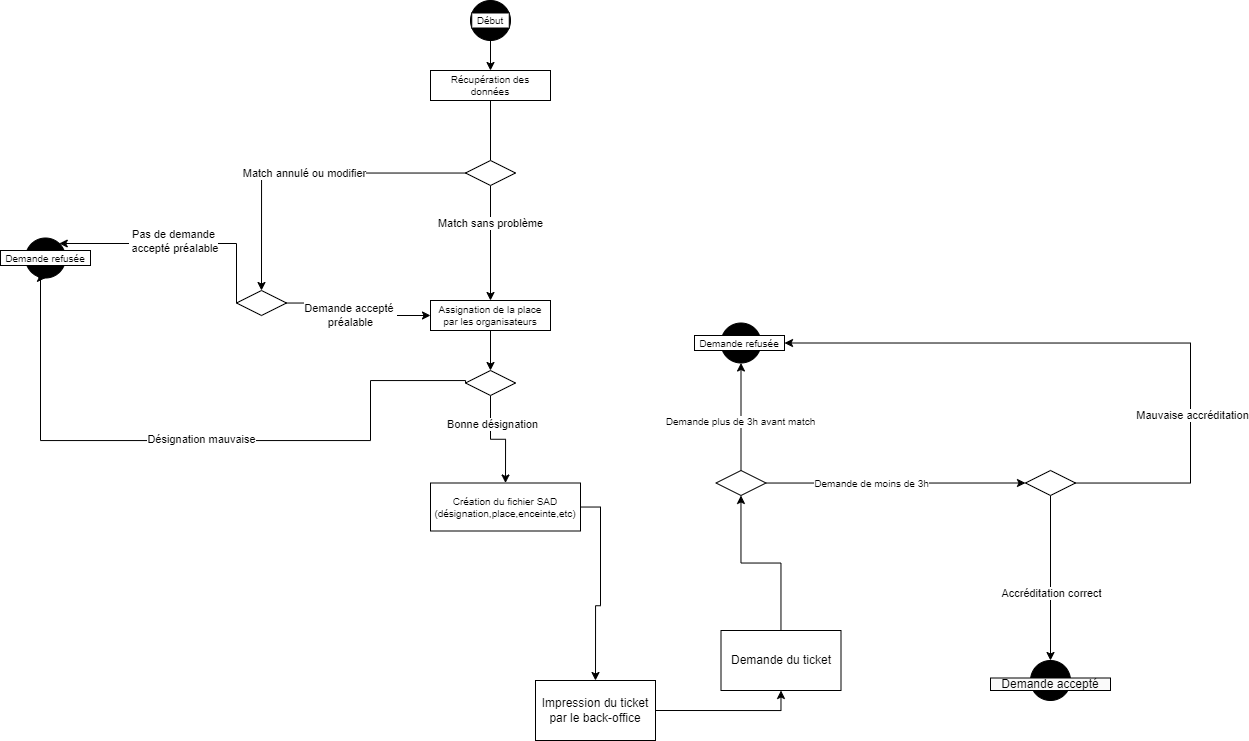 Début
Récupération des
données
Match annulé ou modifier
Match sans problème
Pas de demande
accepté préalable
Demande refusée
Demande accepté
préalable
Assignation de la place
par les organisateurs
Désignation mauvaise
Bonne désignation
Création du fichier SAD
(désignation,place,enceinte,etc)
Impression du ticket
par le back-office
Demande du ticket
Demande refusée
Demande plus de 3h avant match
Demande de moins de 3h
Mauvaise accréditation
Accréditation correct
Demande accepté